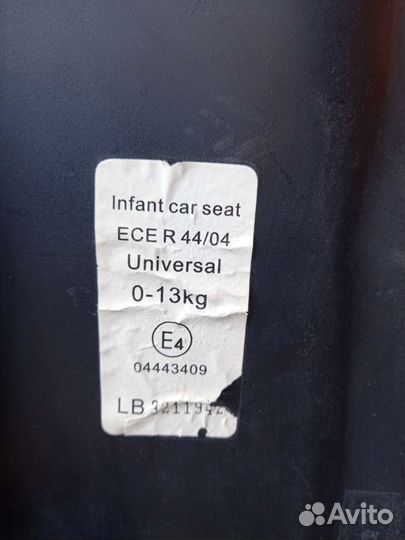 Infant car seat
ECE R 44/04
Universal
0-13kg
E4
04443409
LB
Avito